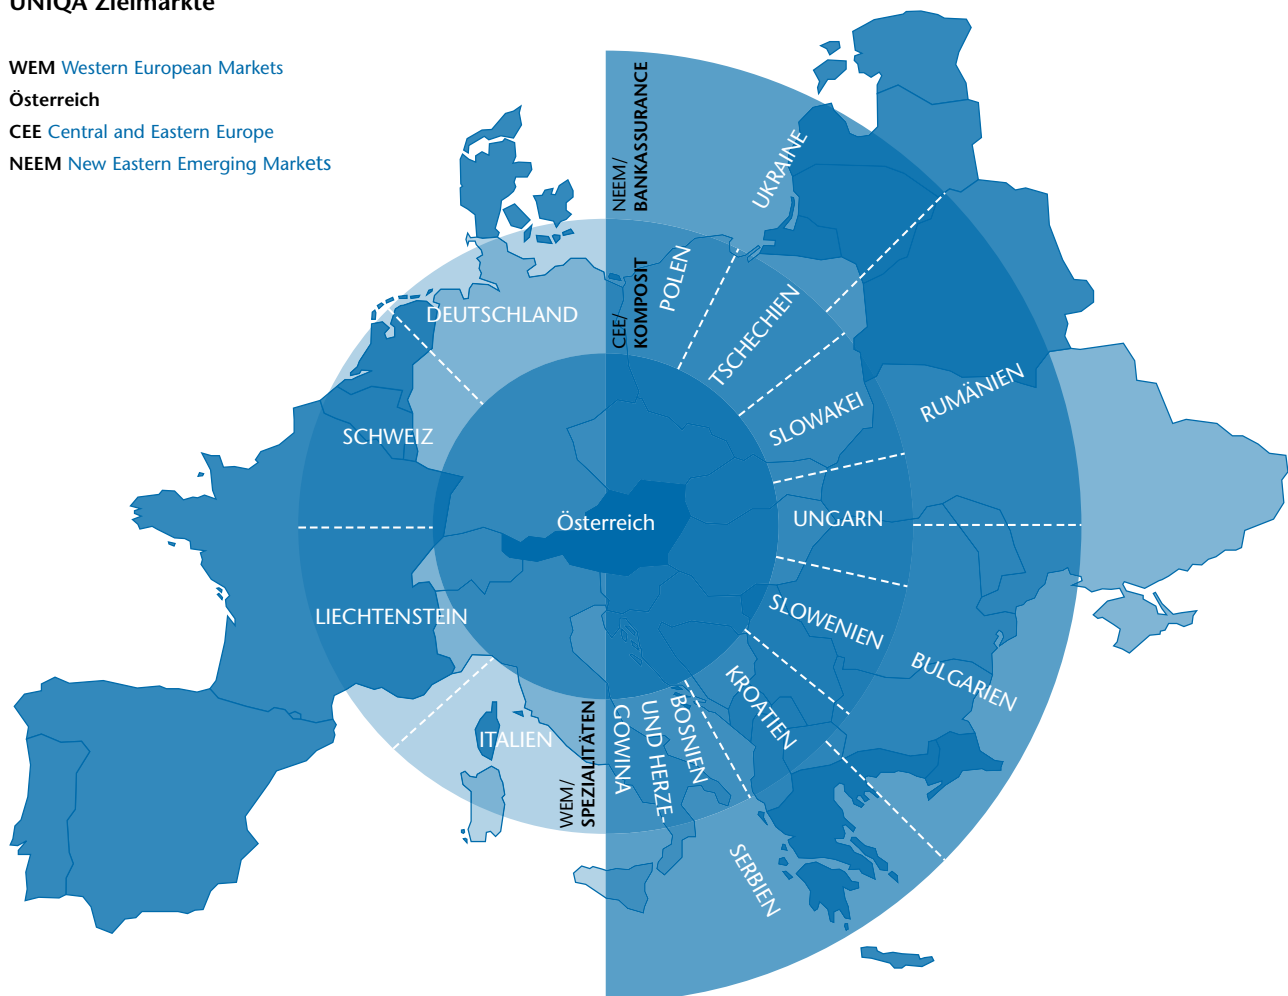 UNIQA Zielmärkte
WEM Western European Markets
Österreich
CEE Central and Eastern Europe
NEEM New Eastern Emerging Markets
NEEM/
BANKASSURANCE
UKRAINE
CEE/
KOMPOSIT
POLEN
TSCHECHIEN
DEUTSCHLAND
RUMÄNIEN
SLOWAKEI
SCHWEIZ
Österreich
UNGARN
LIECHTENSTEIN
SLOWENIEN
BULGARIEN
KROATIEN
ITALIEN
WEM/
SPEZIALITÄTEN
BOSNIEN
UND HERZE-
GOWINA
SERBIEN